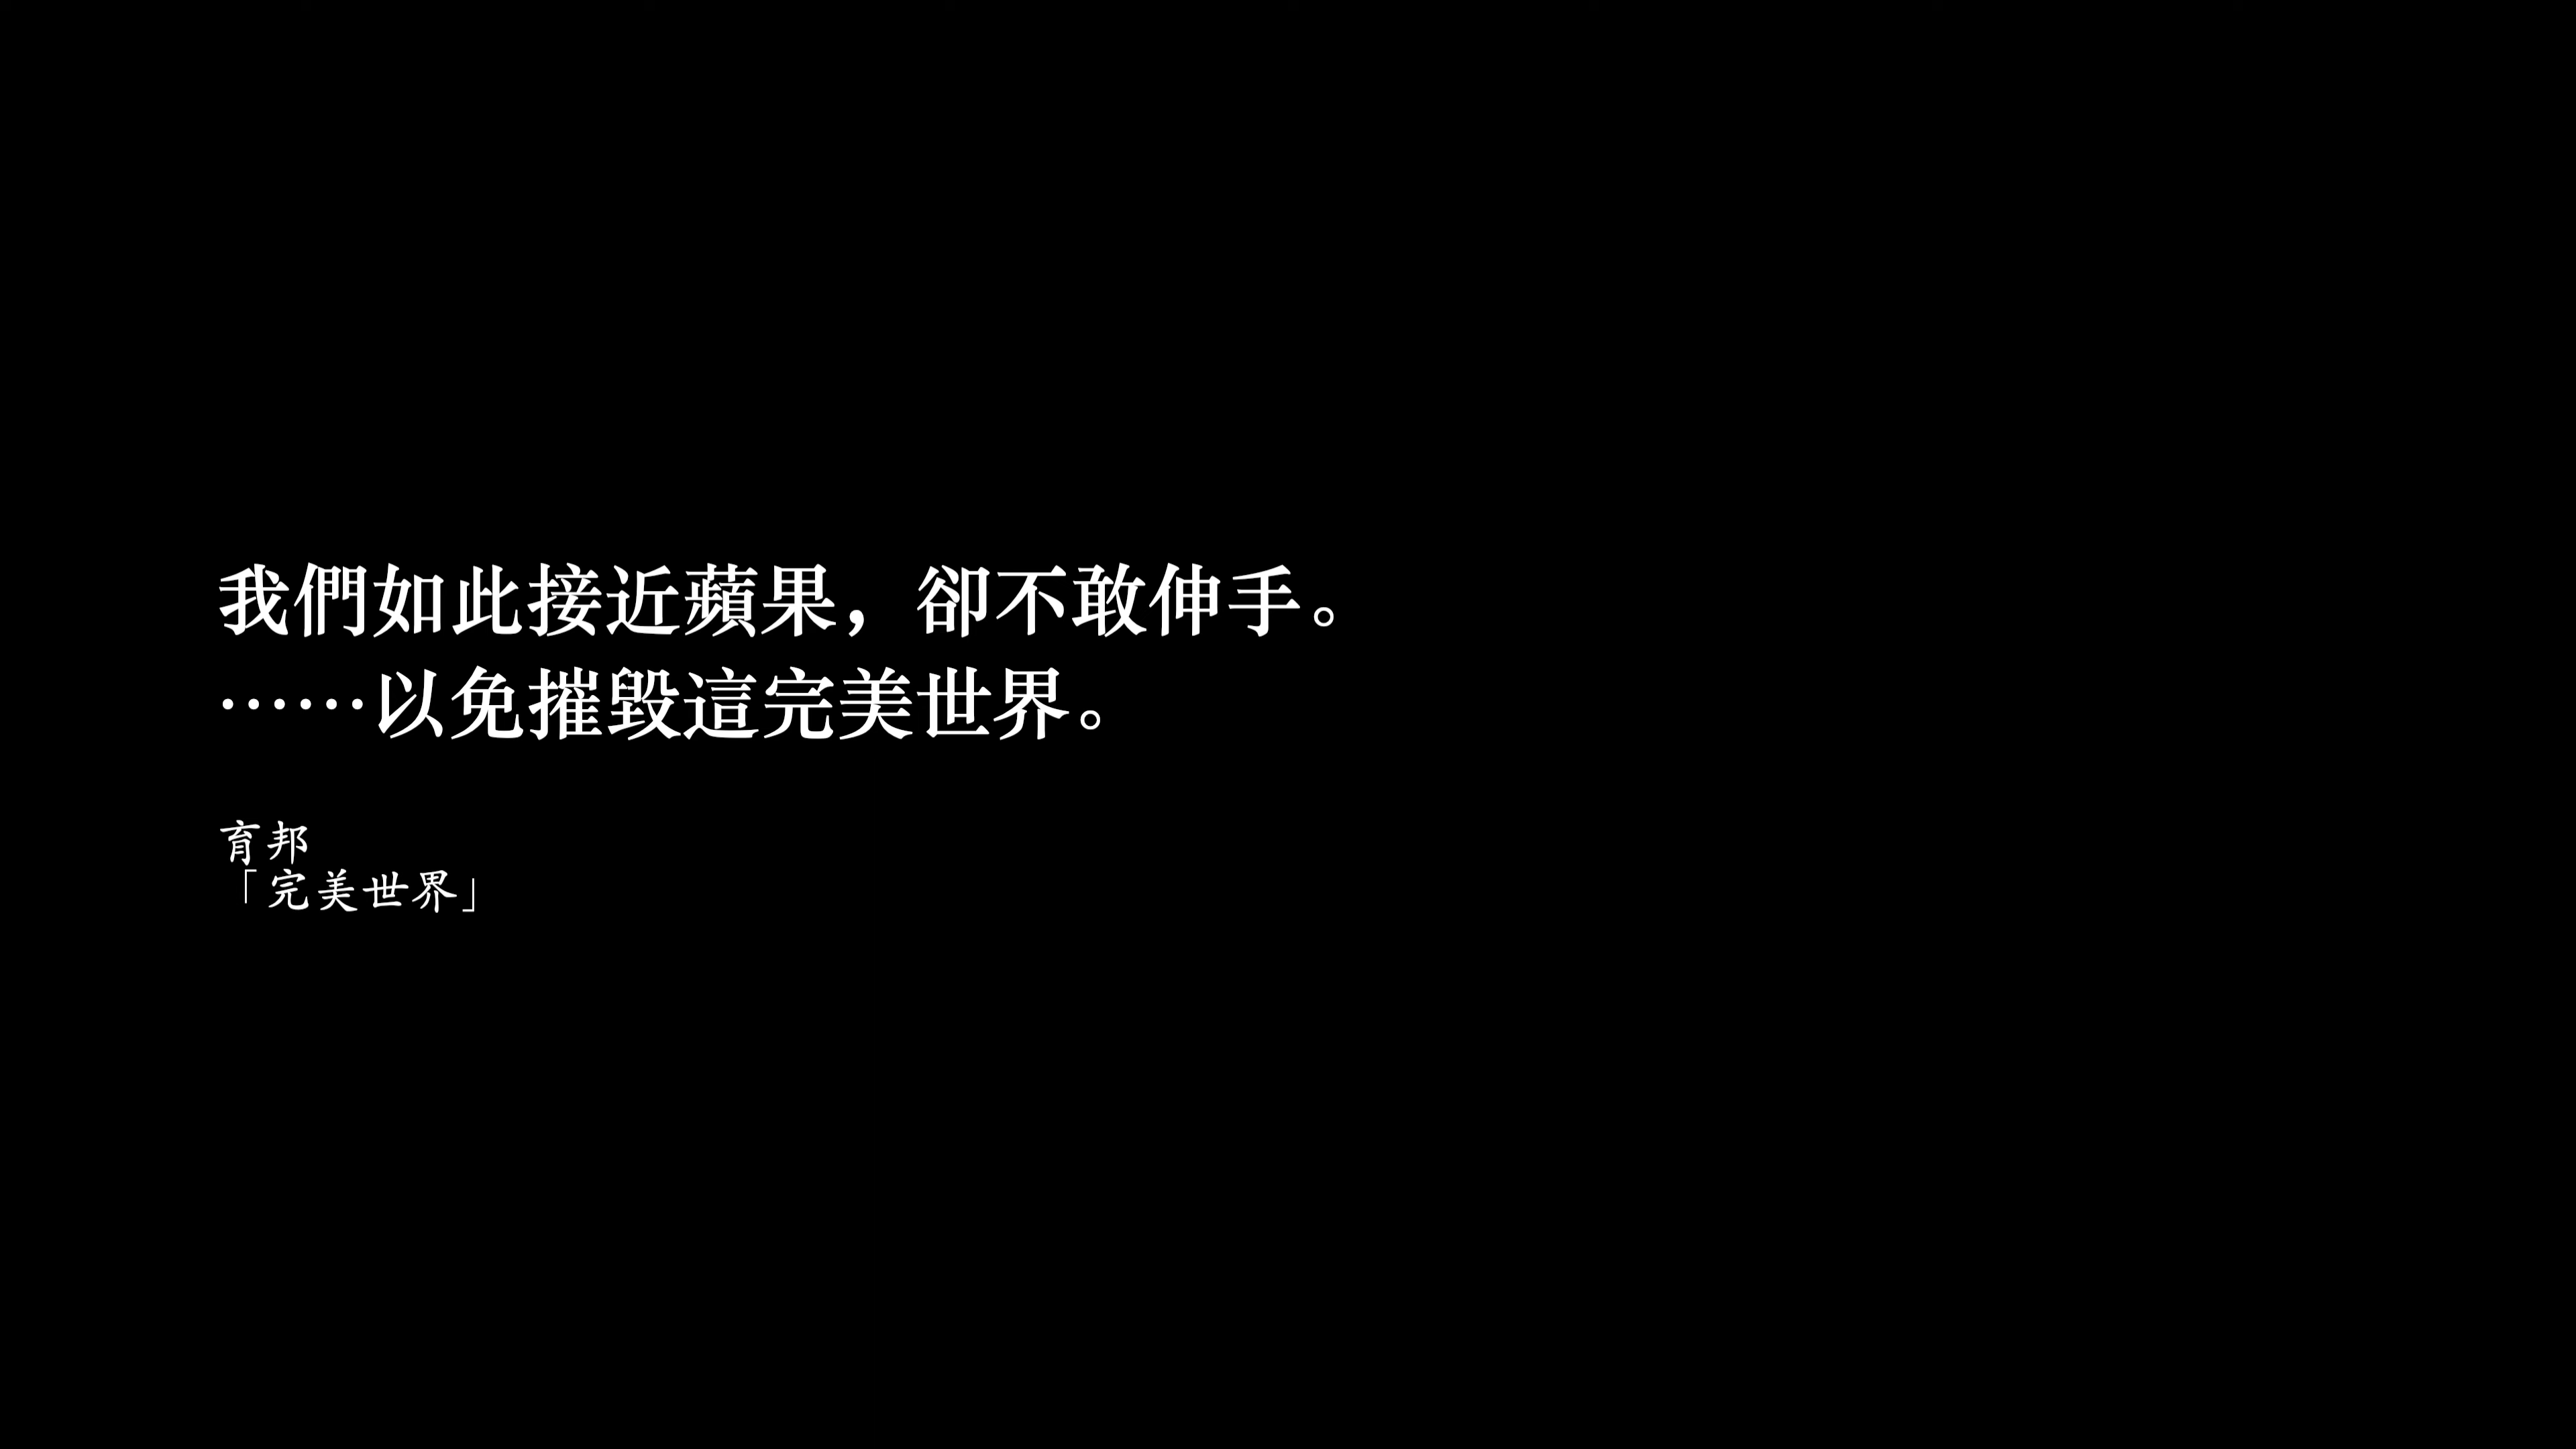 我們如此接近蘋果，卻不敢伸手。
⋯⋯以免摧毀這完美世界。
育邦
「完美世界」